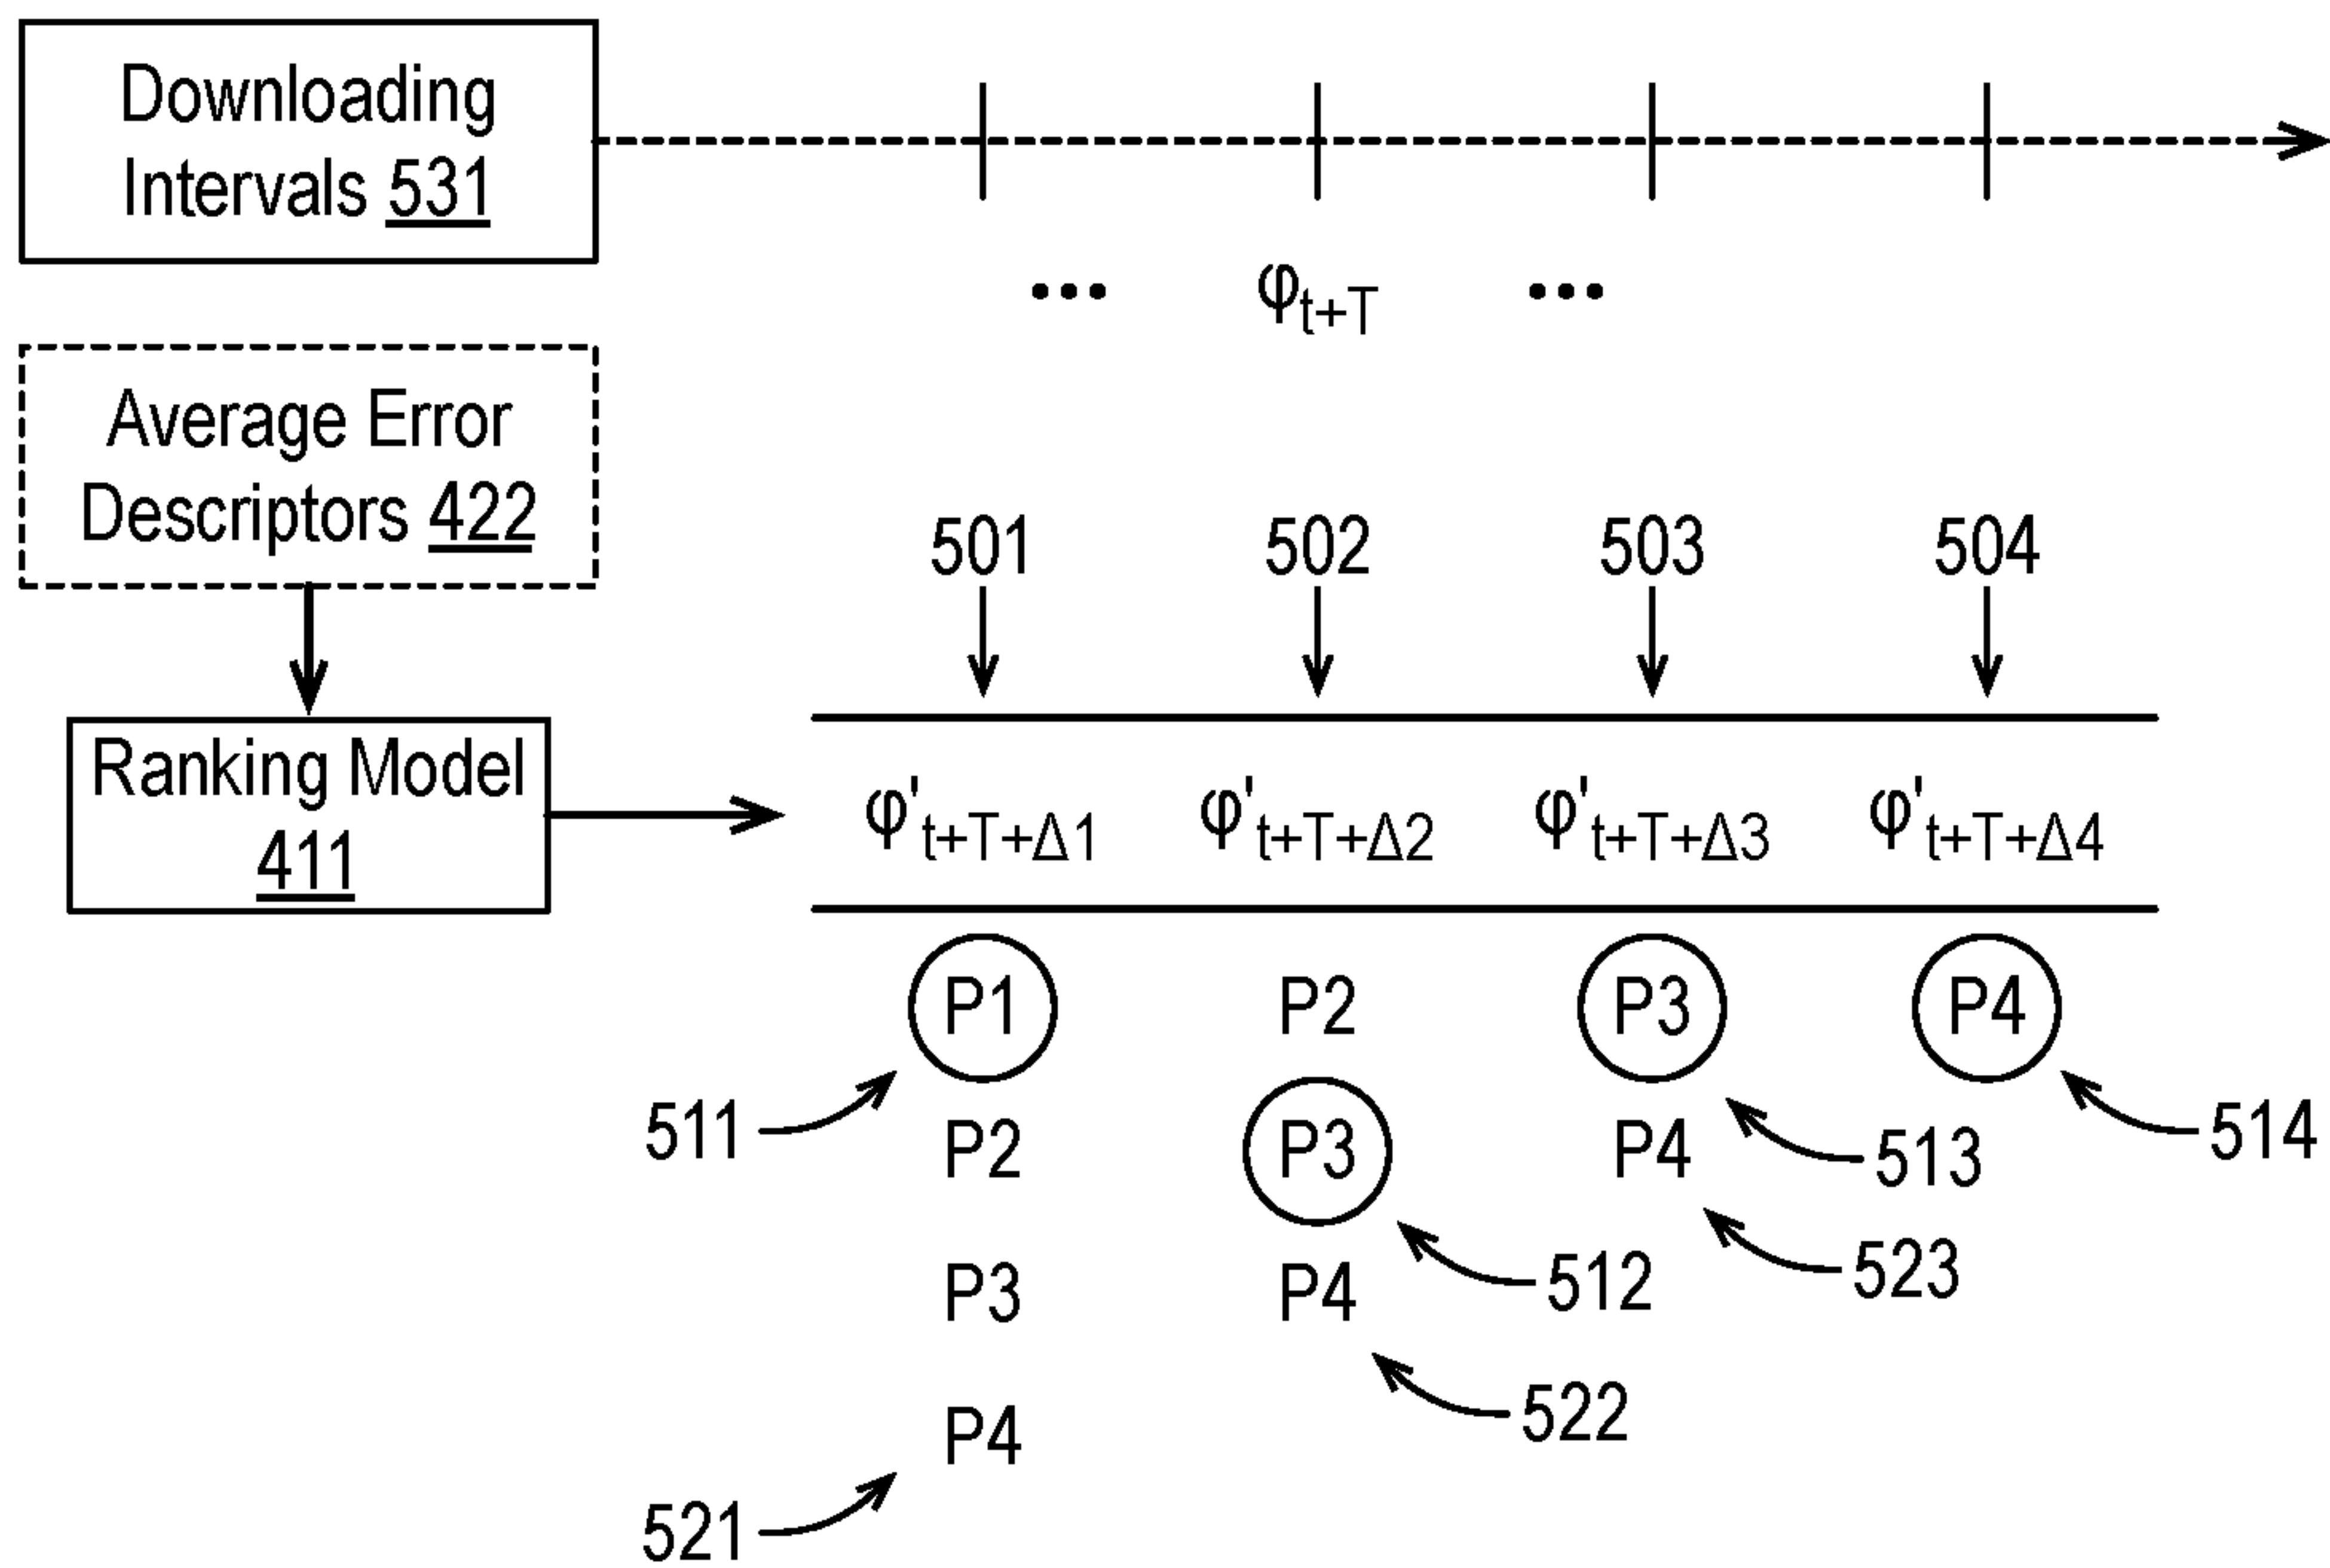 Downloading
Intervals 531
... φt+T ...
Average Error
Descriptors 422
501 502 503 504
Ranking Model
411
φ't+T+Δ1 φ't+T+Δ2 φ't+T+Δ3 φ't+T+Δ4
P1 P2 P3 P4
511 P2 P3 P4 513 514
P3 P4 512 523
P4 522
521